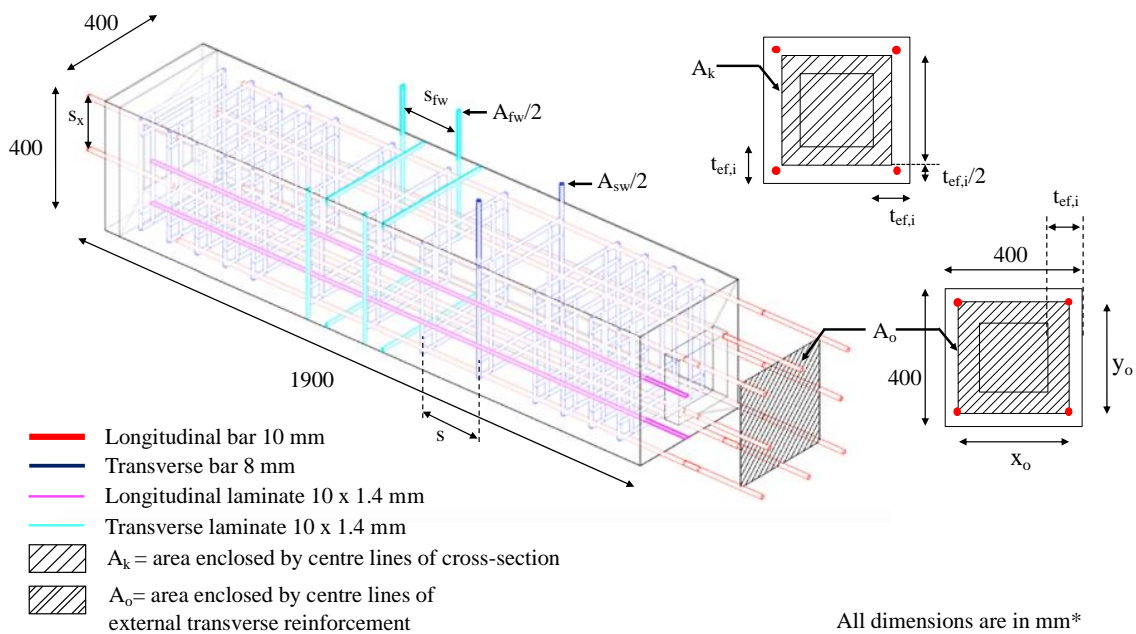 400
400
sₓ
s_fw
A_fw/2
A_sw/2
1900
s
A_k
t_ef,i
t_ef,i/2
t_ef,i
t_ef,i
400
400
A_o
y_o
x_o
Longitudinal bar 10 mm
Transverse bar 8 mm
Longitudinal laminate 10 x 1.4 mm
Transverse laminate 10 x 1.4 mm
A_k = area enclosed by centre lines of cross-section
A_o=area enclosed by centre lines of
external transverse reinforcement
All dimensions are in mm*